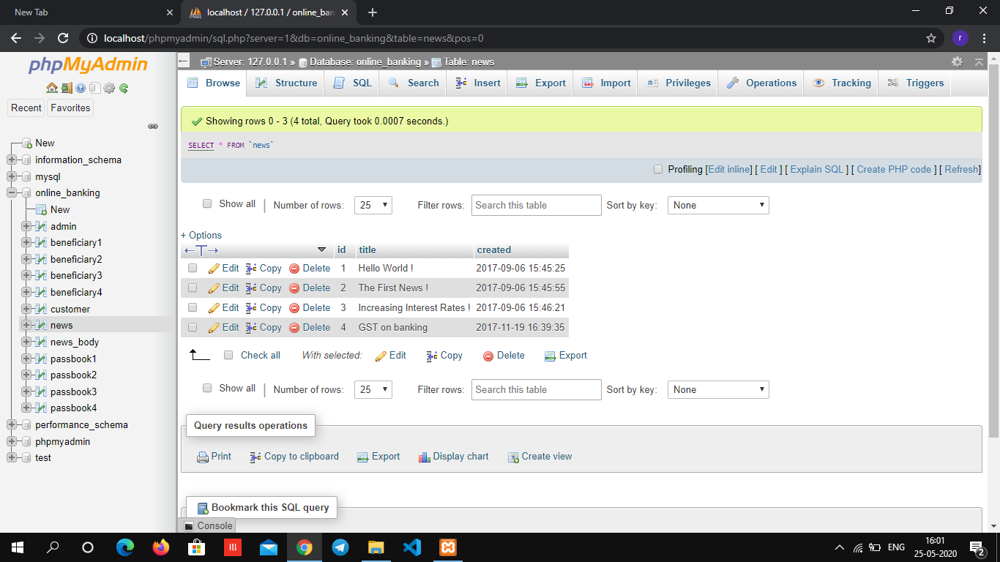 New Tab
localhost / 127.0.0.1 / online_ban
localhost/phpmyadmin/sql.php?server=1&db=online_banking&table=news&pos=0
r
phpMyAdmin
Recent Favorites
New
information_schema
mysql
online_banking
New
admin
beneficiary1
beneficiary2
beneficiary3
beneficiary4
customer
news
news_body
passbook1
passbook2
passbook3
passbook4
performance_schema
phpmyadmin
test
Server: 127.0.0.1 » Database: online_banking » Table: news
Browse Structure SQL Search Insert Export Import Privileges Operations Tracking Triggers
Showing rows 0 - 3 (4 total, Query took 0.0007 seconds.)
SELECT * FROM `news`
Profiling [Edit inline] [ Edit ] [ Explain SQL ] [ Create PHP code ] [ Refresh]
Show all | Number of rows: 25 Filter rows: Search this table Sort by key: None
+ Options
id title created
Edit Copy Delete 1 Hello World ! 2017-09-06 15:45:25
Edit Copy Delete 2 The First News ! 2017-09-06 15:45:55
Edit Copy Delete 3 Increasing Interest Rates ! 2017-09-06 15:46:21
Edit Copy Delete 4 GST on banking 2017-11-19 16:39:35
Check all With selected: Edit Copy Delete Export
Show all | Number of rows: 25 Filter rows: Search this table Sort by key: None
Query results operations
Print Copy to clipboard Export Display chart Create view
Bookmark this SQL query
Console
ENG
16:01
25-05-2020
2